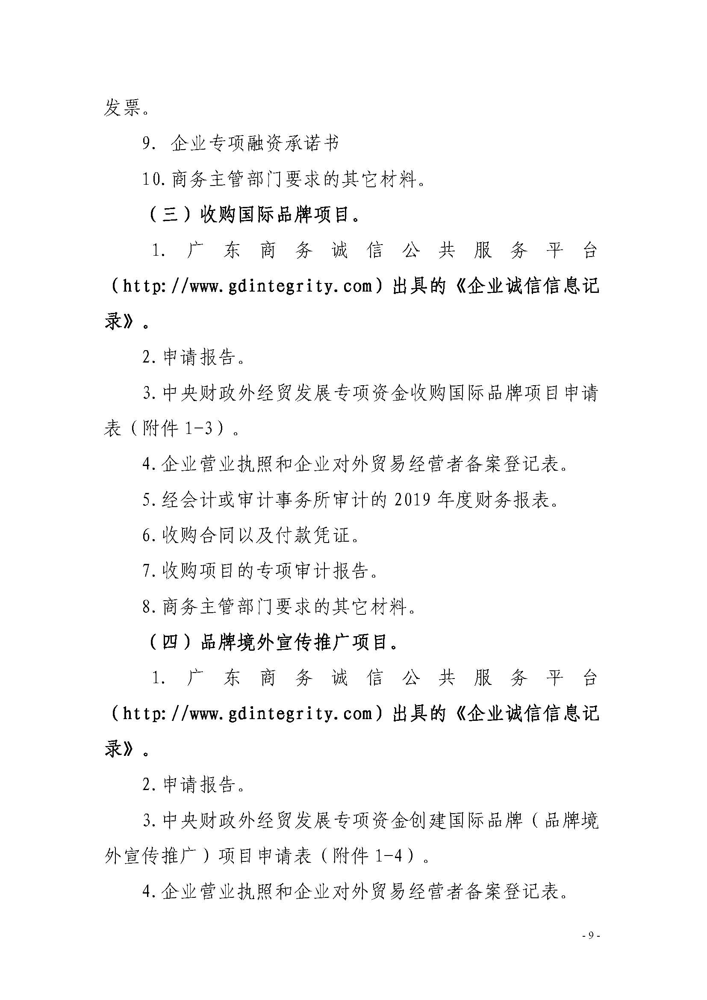 发票。
9. 企业专项融资承诺书
10.商务主管部门要求的其它材料。
（三）收购国际品牌项目。
1. 广东商务诚信公共服务平台
（http://www.gdintegrity.com）出具的《企业诚信信息记
录》。
2.申请报告。
3.中央财政外经贸发展专项资金收购国际品牌项目申请
表（附件 1-3）。
4.企业营业执照和企业对外贸易经营者备案登记表。
5.经会计或审计事务所审计的 2019 年度财务报表。
6.收购合同以及付款凭证。
7.收购项目的专项审计报告。
8.商务主管部门要求的其它材料。
（四）品牌境外宣传推广项目。
1. 广东商务诚信公共服务平台
（http://www.gdintegrity.com）出具的《企业诚信信息记
录》。
2.申请报告。
3.中央财政外经贸发展专项资金创建国际品牌（品牌境
外宣传推广）项目申请表（附件 1-4）。
4.企业营业执照和企业对外贸易经营者备案登记表。
- 9 -